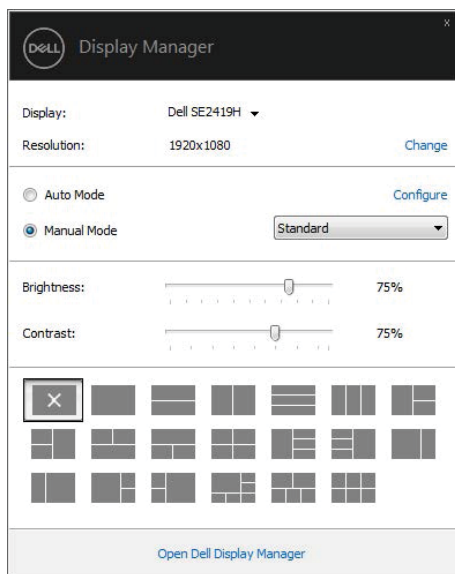 x
DELL Display Manager
Display: Dell SE2419H
Resolution: 1920x1080 Change
Auto Mode Configure
Manual Mode Standard
Brightness: 75%
Contrast: 75%
Open Dell Display Manager